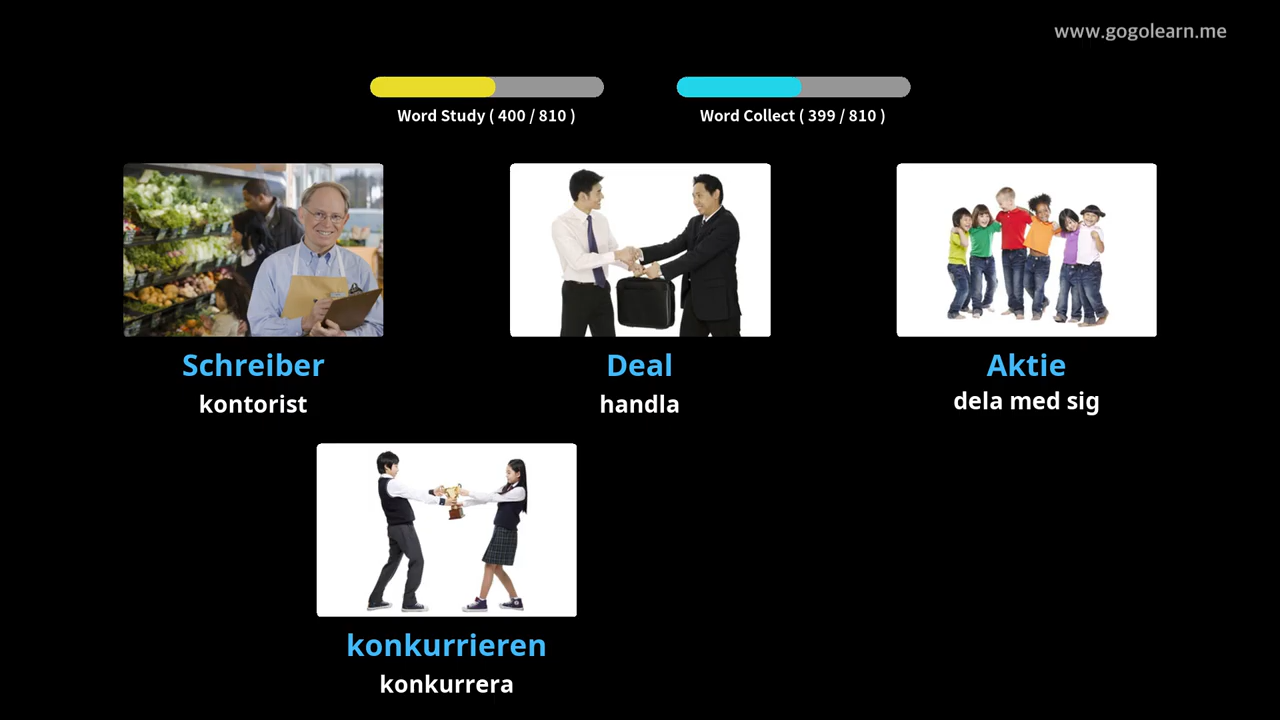 www.gogolearn.me
Word Study ( 400 / 810 )
Word Collect ( 399 / 810 )
Schreiber
kontorist
Deal
handla
Aktie
dela med sig
konkurrieren
konkurrera